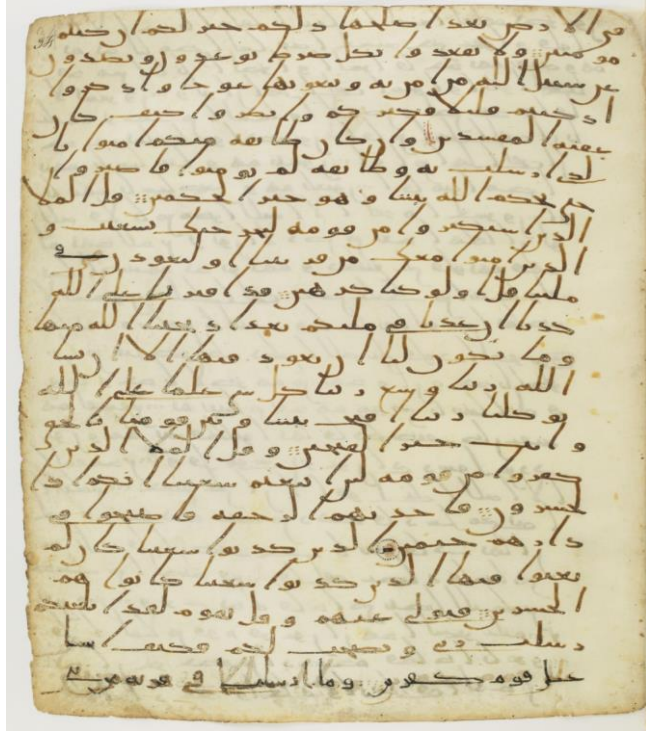 34
في الارض بعد اصلحها ذلكم خير لكم ان كنتم
مومنين ولا تقعدوا بكل صرط توعدون وتصدون
عن سبيل الله من امن به وتبغونها عوجا واذكروا
اذ كنتم قليلا فكثركم وانظروا كيف كان
عقبة المفسدين وان كان طايفة منكم امنوا با
لذي ارسلت به وطايفة لم يومنوا فاصبروا
حتى يحكم الله بيننا وهو خير الحكمين قال الملا
الذين استكبروا من قومه لنخرجنك يشعيب و
الذين امنوا معك من قريتنا او لتعودن في
ملتنا قال اولو كنا كرهين قد افترينا على الله
كذبا ان عدنا في ملتكم بعد اذ نجينا الله منها
وما يكون لنا ان نعود فيها الا ان يشا
الله ربنا وسع ربنا كل شي علما على الله
توكلنا ربنا افتح بيننا وبين قومنا بالحق
وانت خير الفتحين وقال الملا الذين
كفروا من قومه لين اتبعتم شعيبا انكم اذا
لخسرون فاخذتهم الرجفة فاصبحوا في
دارهم جثمين الذين كذبوا شعيبا كان لم
يغنوا فيها الذين كذبوا شعيبا كانوا هم
الخسرين فتولى عنهم وقال يقوم لقد ابلغتكم
رسلت ربي ونصحت لكم فكيف اسا
على قوم كفرين وما ارسلنا في قرية من نبي